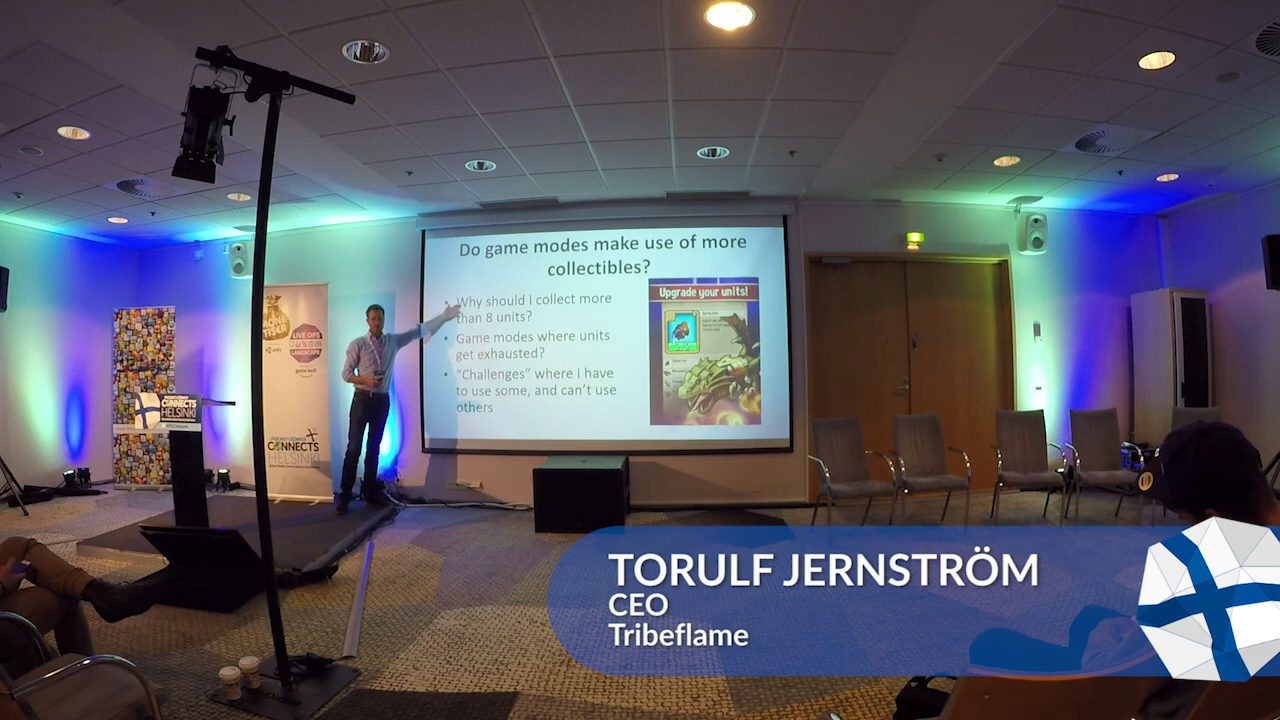 Do game modes make use of more
collectibles?
• Why should I collect more
than 8 units?
• Game modes where units
get exhausted?
• "Challenges" where I have
to use some, and can't use
others
Upgrade your units!
LIVE OPS
LANDSCAPE
CONNECTS
HELSINKI
CONNECTS
HELSINKI
TORULF JERNSTRÖM
CEO
Tribeflame